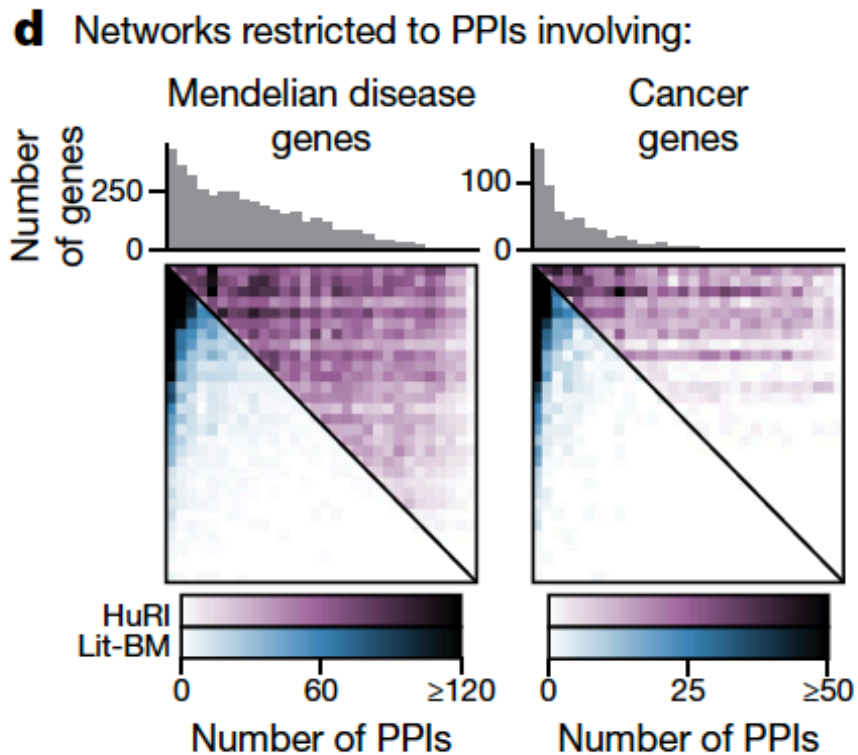 d Networks restricted to PPIs involving:
Mendelian disease
genes
Cancer
genes
Number
of genes
250
0
100
0
HuRI
Lit-BM
0
60
≥120
0
25
≥50
Number of PPIs
Number of PPIs